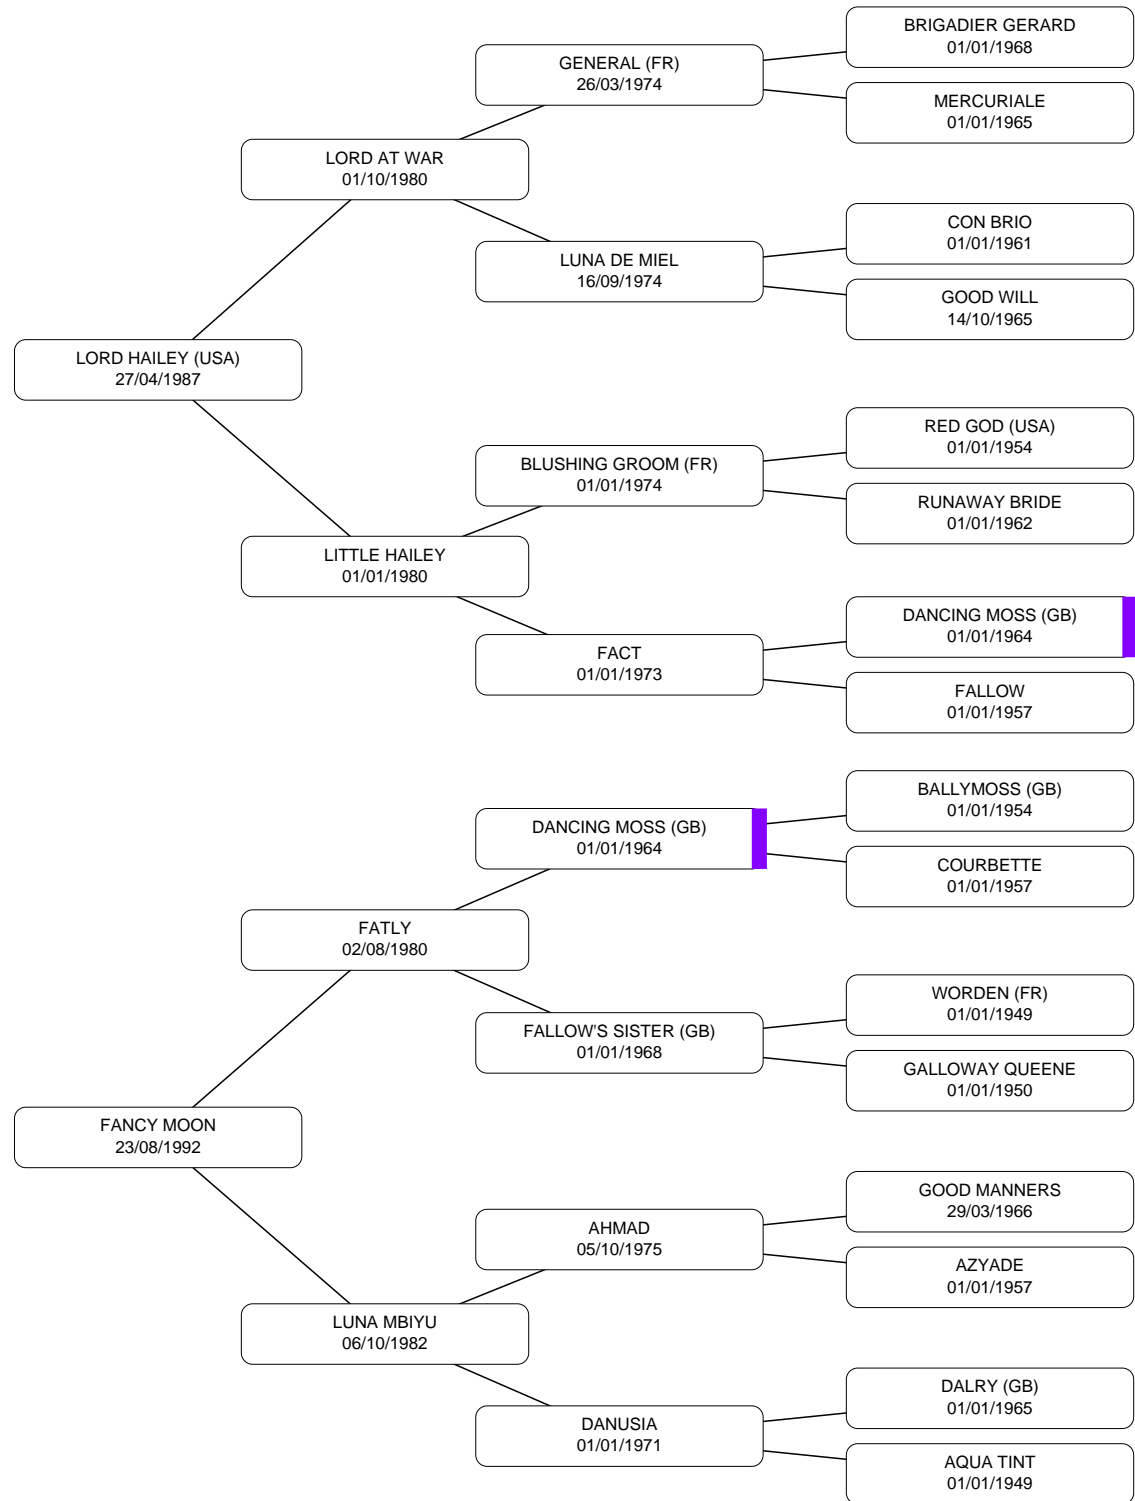 BRIGADIER GERARD
01/01/1968
GENERAL (FR)
26/03/1974
MERCURIALE
01/01/1965
LORD AT WAR
01/10/1980
CON BRIO
01/01/1961
LUNA DE MIEL
16/09/1974
GOOD WILL
14/10/1965
LORD HAILEY (USA)
27/04/1987
RED GOD (USA)
01/01/1954
BLUSHING GROOM (FR)
01/01/1974
RUNAWAY BRIDE
01/01/1962
LITTLE HAILEY
01/01/1980
DANCING MOSS (GB)
01/01/1964
FACT
01/01/1973
FALLOW
01/01/1957
BALLYMOSS (GB)
01/01/1954
DANCING MOSS (GB)
01/01/1964
COURBETTE
01/01/1957
FATLY
02/08/1980
WORDEN (FR)
01/01/1949
FALLOW'S SISTER (GB)
01/01/1968
GALLOWAY QUEENE
01/01/1950
FANCY MOON
23/08/1992
GOOD MANNERS
29/03/1966
AHMAD
05/10/1975
AZYADE
01/01/1957
LUNA MBIYU
06/10/1982
DALRY (GB)
01/01/1965
DANUSIA
01/01/1971
AQUA TINT
01/01/1949